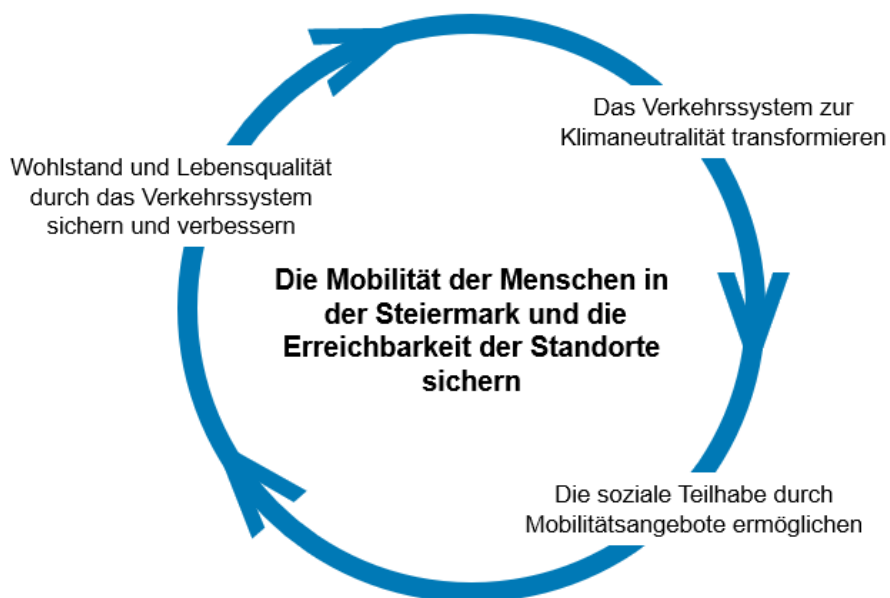 Das Verkehrssystem zur
Klimaneutralität transformieren
Wohlstand und Lebensqualität
durch das Verkehrssystem
sichern und verbessern
Die Mobilität der Menschen in
der Steiermark und die
Erreichbarkeit der Standorte
sichern
Die soziale Teilhabe durch
Mobilitätsangebote ermöglichen